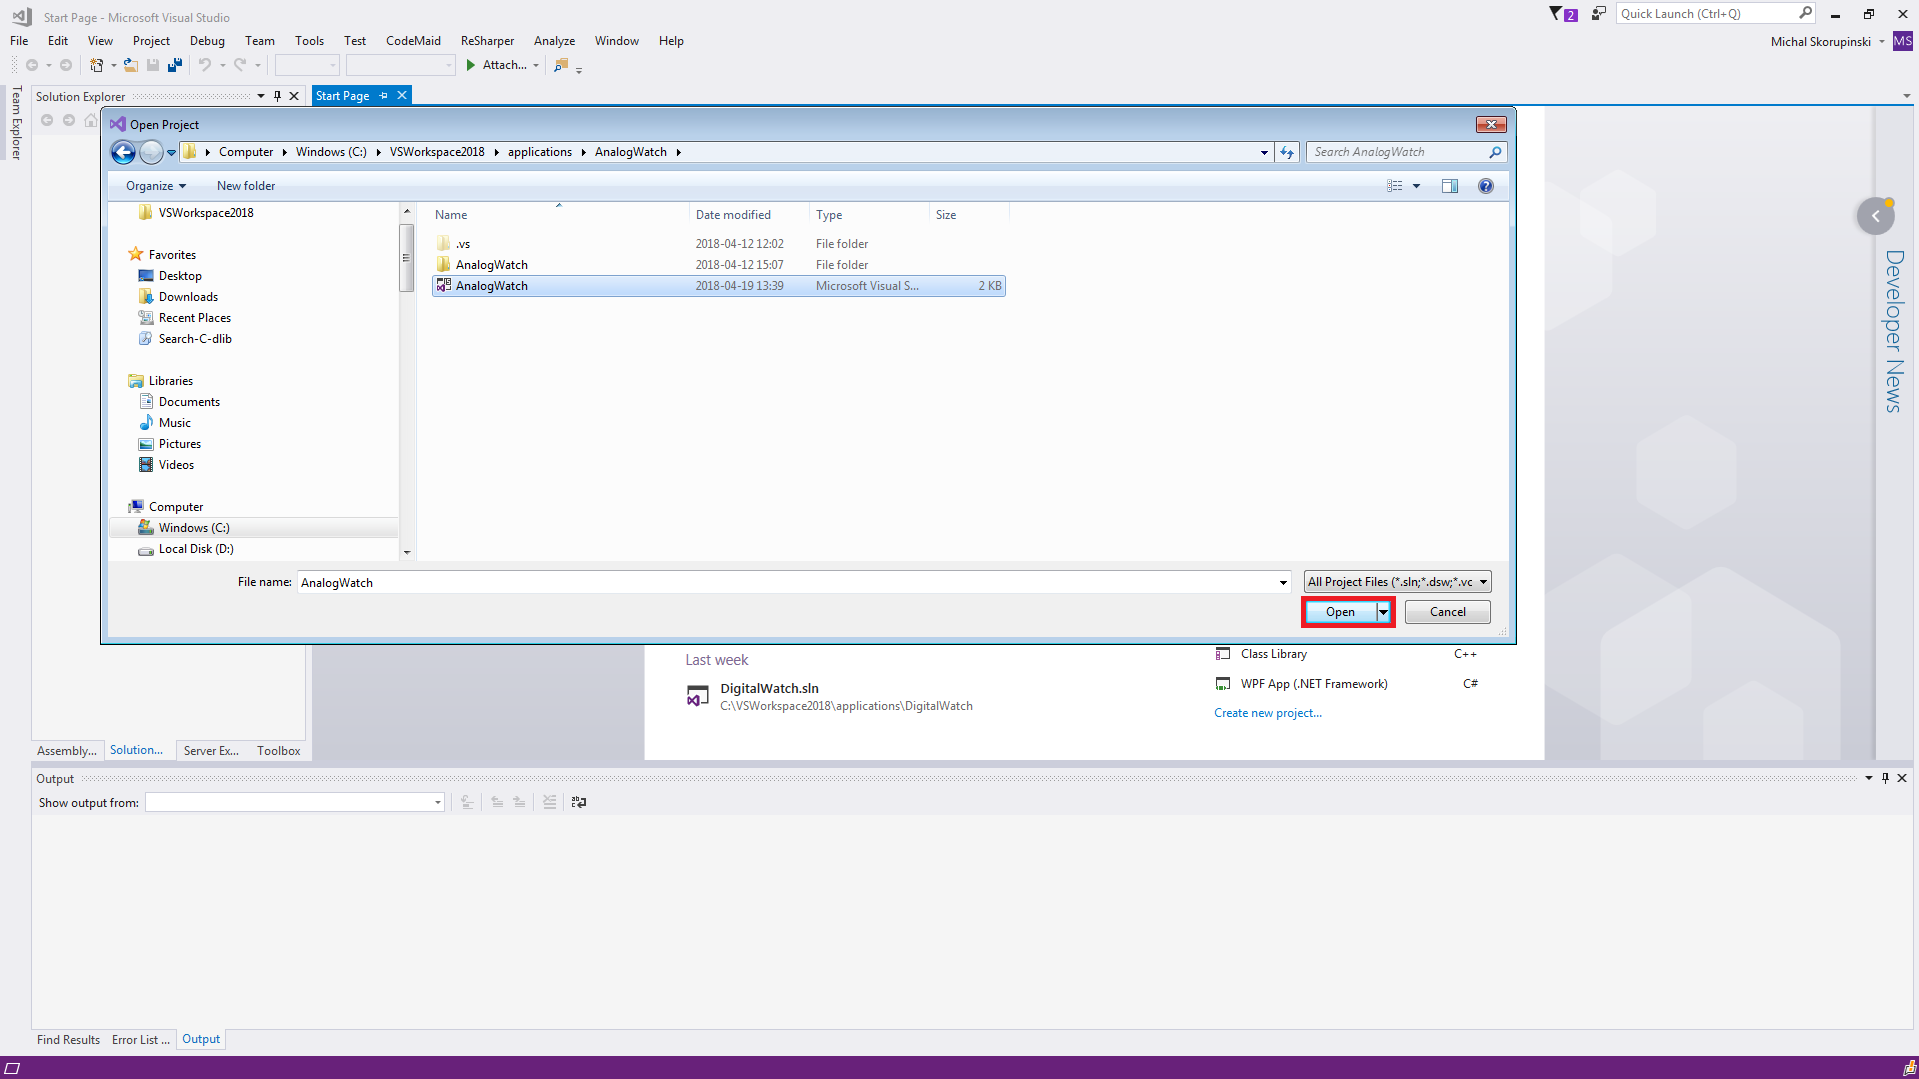 Start Page - Microsoft Visual Studio
2
Quick Launch (Ctrl+Q)
File Edit View Project Debug Team Tools Test CodeMaid ReSharper Analyze Window Help
Michal Skorupinski MS
Attach...
Team Explorer
Solution Explorer
Start Page
Open Project
Computer Windows (C:) VSWorkspace2018 applications AnalogWatch
Search AnalogWatch
Organize New folder
VSWorkspace2018
Favorites
Desktop
Downloads
Recent Places
Search-C-dlib
Libraries
Documents
Music
Pictures
Videos
Computer
Windows (C:)
Local Disk (D:)
Name Date modified Type Size
.vs 2018-04-12 12:02 File folder
AnalogWatch 2018-04-12 15:07 File folder
AnalogWatch 2018-04-19 13:39 Microsoft Visual S... 2 KB
File name: AnalogWatch
All Project Files (*.sln;*.dsw;*.vc
Open Cancel
Developer News
Last week
DigitalWatch.sln
C:\VSWorkspace2018\applications\DigitalWatch
Class Library C++
WPF App (.NET Framework) C#
Create new project...
Assembly... Solution... Server Ex... Toolbox
Output
Show output from:
Find Results Error List ... Output